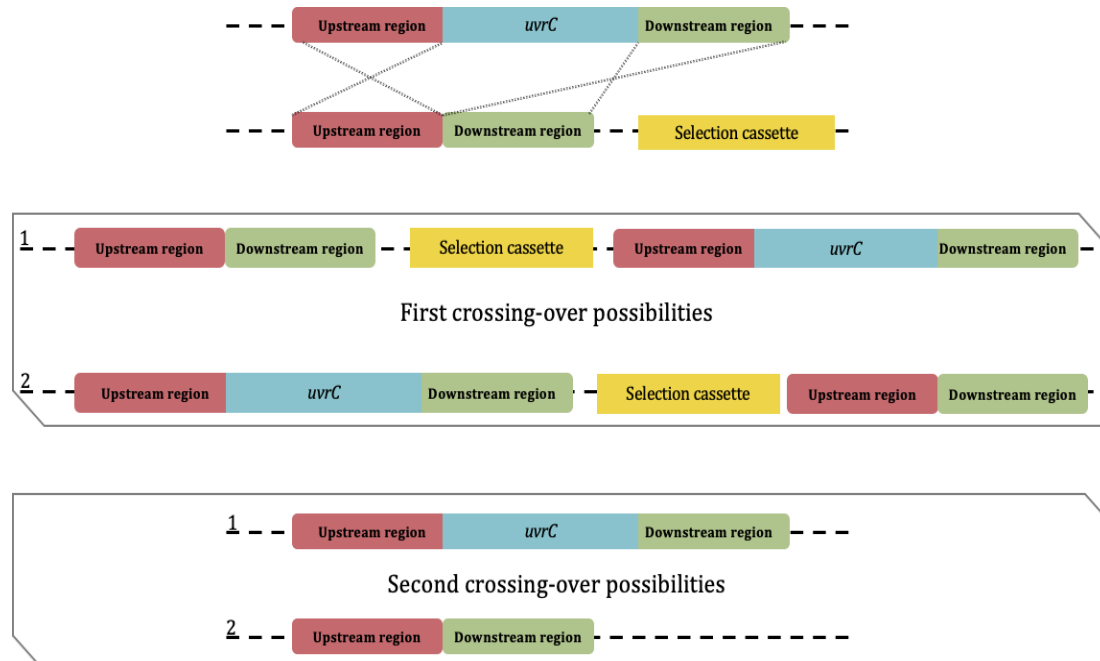 Upstream region uvrC Downstream region
Upstream region Downstream region Selection cassette
1 Upstream region Downstream region Selection cassette Upstream region uvrC Downstream region
First crossing-over possibilities
2 Upstream region uvrC Downstream region Selection cassette Upstream region Downstream region
1 Upstream region uvrC Downstream region
Second crossing-over possibilities
2 Upstream region Downstream region